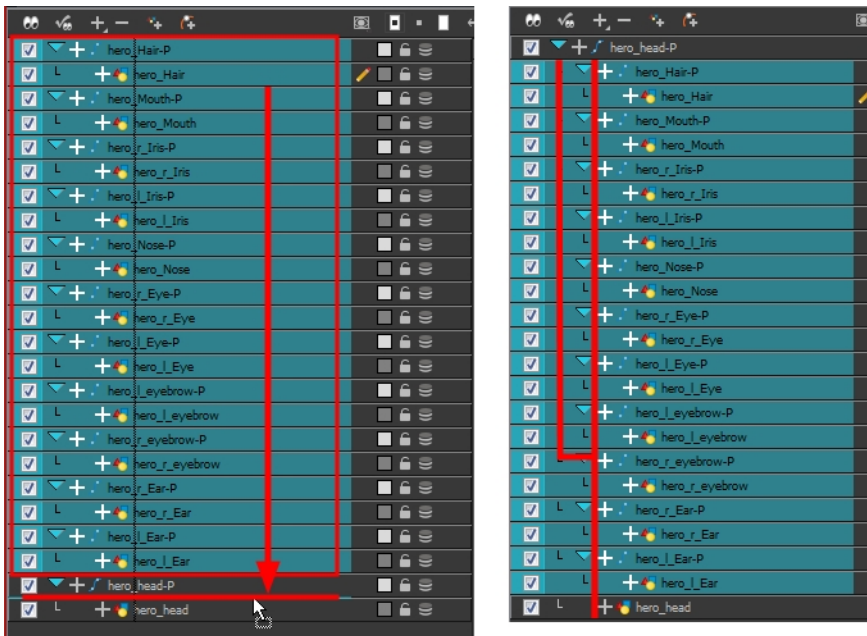 hero_Hair-P
hero_Hair
hero_Mouth-P
hero_Mouth
hero_r_Iris-P
hero_r_Iris
hero_l_Iris-P
hero_l_Iris
hero_Nose-P
hero_Nose
hero_r_Eye-P
hero_r_Eye
hero_l_Eye-P
hero_l_Eye
hero_l_eyebrow-P
hero_l_eyebrow
hero_r_eyebrow-P
hero_r_eyebrow
hero_r_Ear-P
hero_r_Ear
hero_l_Ear-P
hero_l_Ear
hero_head-P
hero_head
hero_head-P
hero_Hair-P
hero_Hair
hero_Mouth-P
hero_Mouth
hero_r_Iris-P
hero_r_Iris
hero_l_Iris-P
hero_l_Iris
hero_Nose-P
hero_Nose
hero_r_Eye-P
hero_r_Eye
hero_l_Eye-P
hero_l_Eye
hero_l_eyebrow-P
hero_l_eyebrow
hero_r_eyebrow-P
hero_r_eyebrow
hero_r_Ear-P
hero_r_Ear
hero_l_Ear-P
hero_l_Ear
hero_head